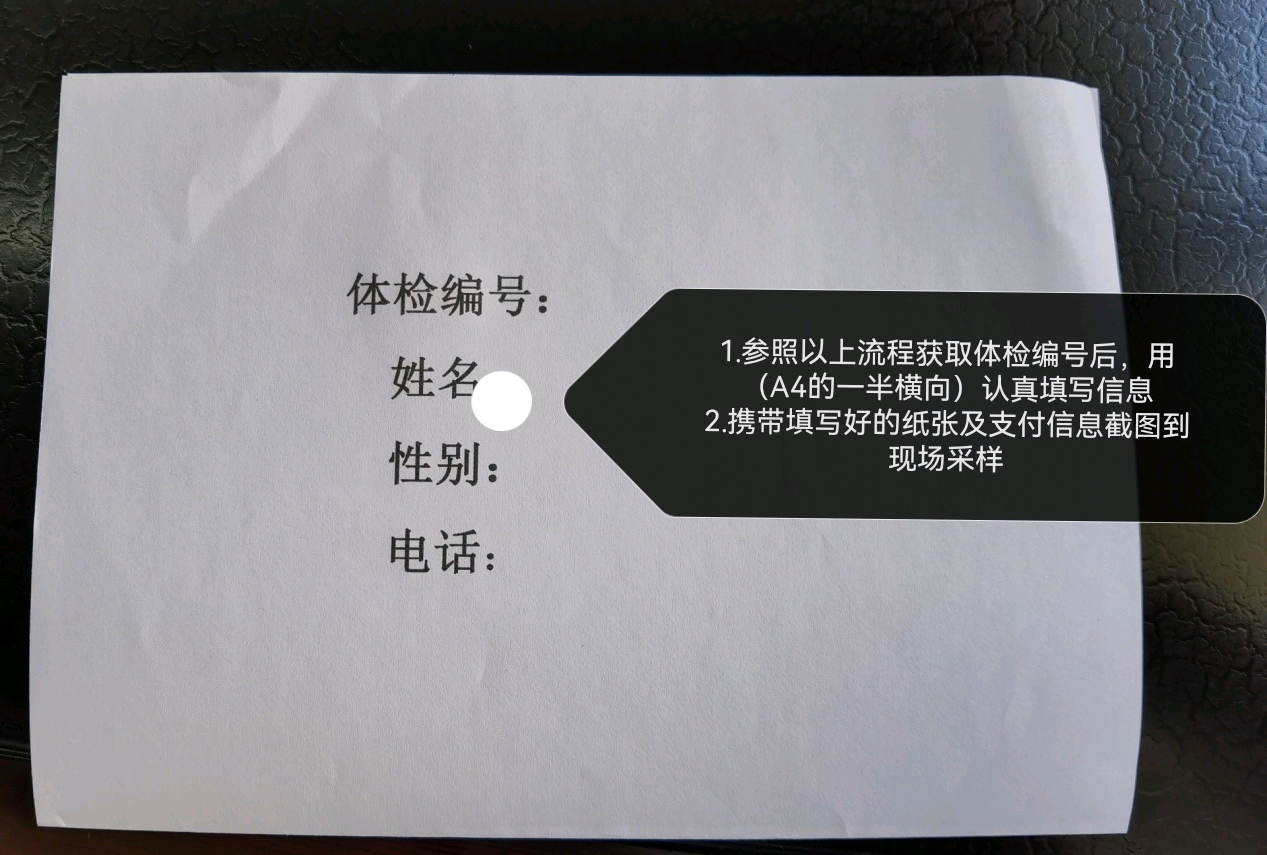 体检编号：
姓名
性别：
电话：
1.参照以上流程获取体检编号后，用
（A4的一半横向）认真填写信息
2.携带填写好的纸张及支付信息截图到
现场采样